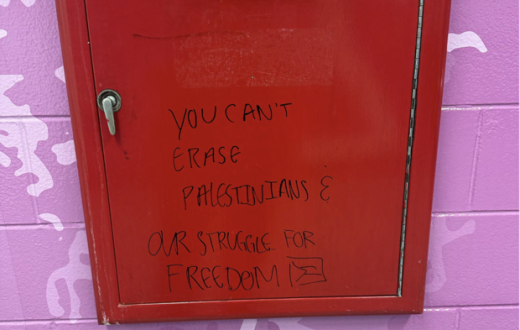 YOU CAN'T
ERASE
PALESTINIANS &
OUR STRUGGLE FOR
FREEDOM!